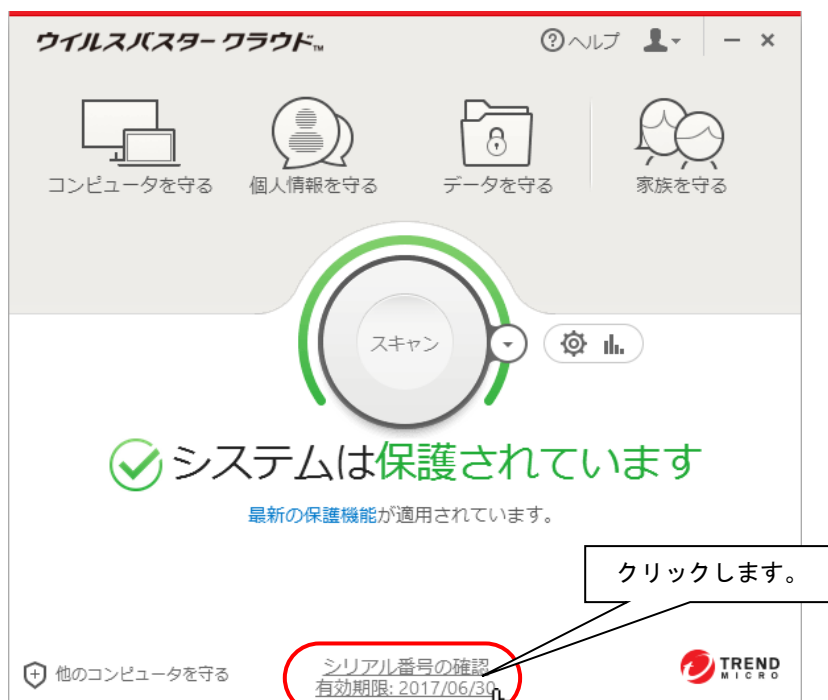 ウイルスバスター クラウド™
ヘルプ
コンピュータを守る
個人情報を守る
データを守る
家族を守る
スキャン
システムは保護されています
最新の保護機能が適用されています。
クリックします。
他のコンピュータを守る
シリアル番号の確認
有効期限: 2017/06/30
TREND
MICRO